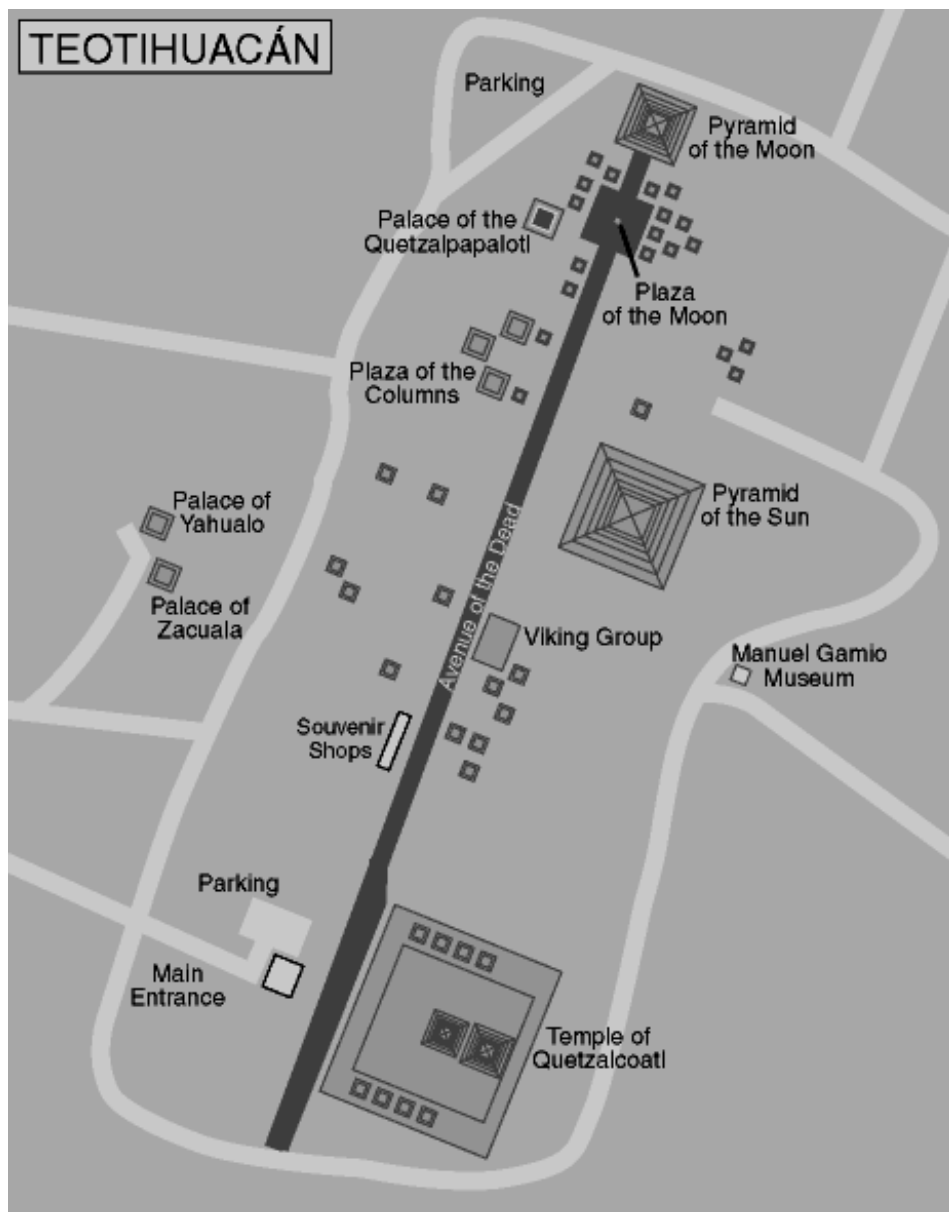 TEOTIHUACÁN
Parking
Pyramid
of the Moon
Palace of the
Quetzalpapalotl
Plaza
of the Moon
Plaza of the
Columns
Palace of
Yahualo
Pyramid
of the Sun
Avenue of the Dead
Palace of
Zacuala
Viking Group
Manuel Gamio
Museum
Souvenir
Shops
Parking
Main
Entrance
Temple of
Quetzalcoatl